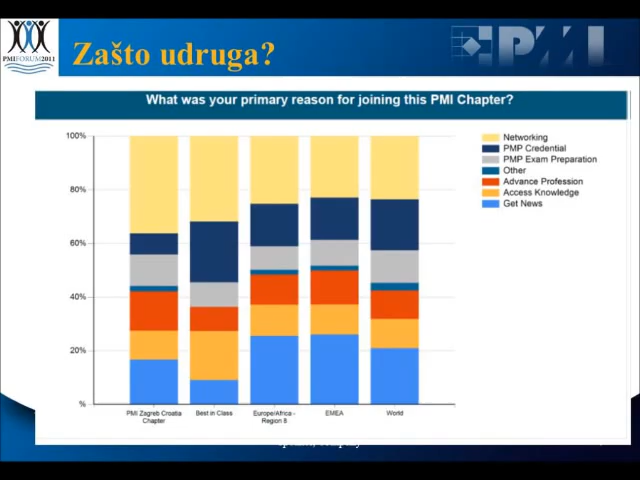 PMIFORUM2011
Zašto udruga?
PMI
What was your primary reason for joining this PMI Chapter?
100%
80%
60%
40%
20%
%
Networking
PMP Credential
PMP Exam Preparation
Other
Advance Profession
Access Knowledge
Get News
PMI Zagreb Croatia
Chapter
Best in Class
Europe/Africa -
Region 8
EMEA
World